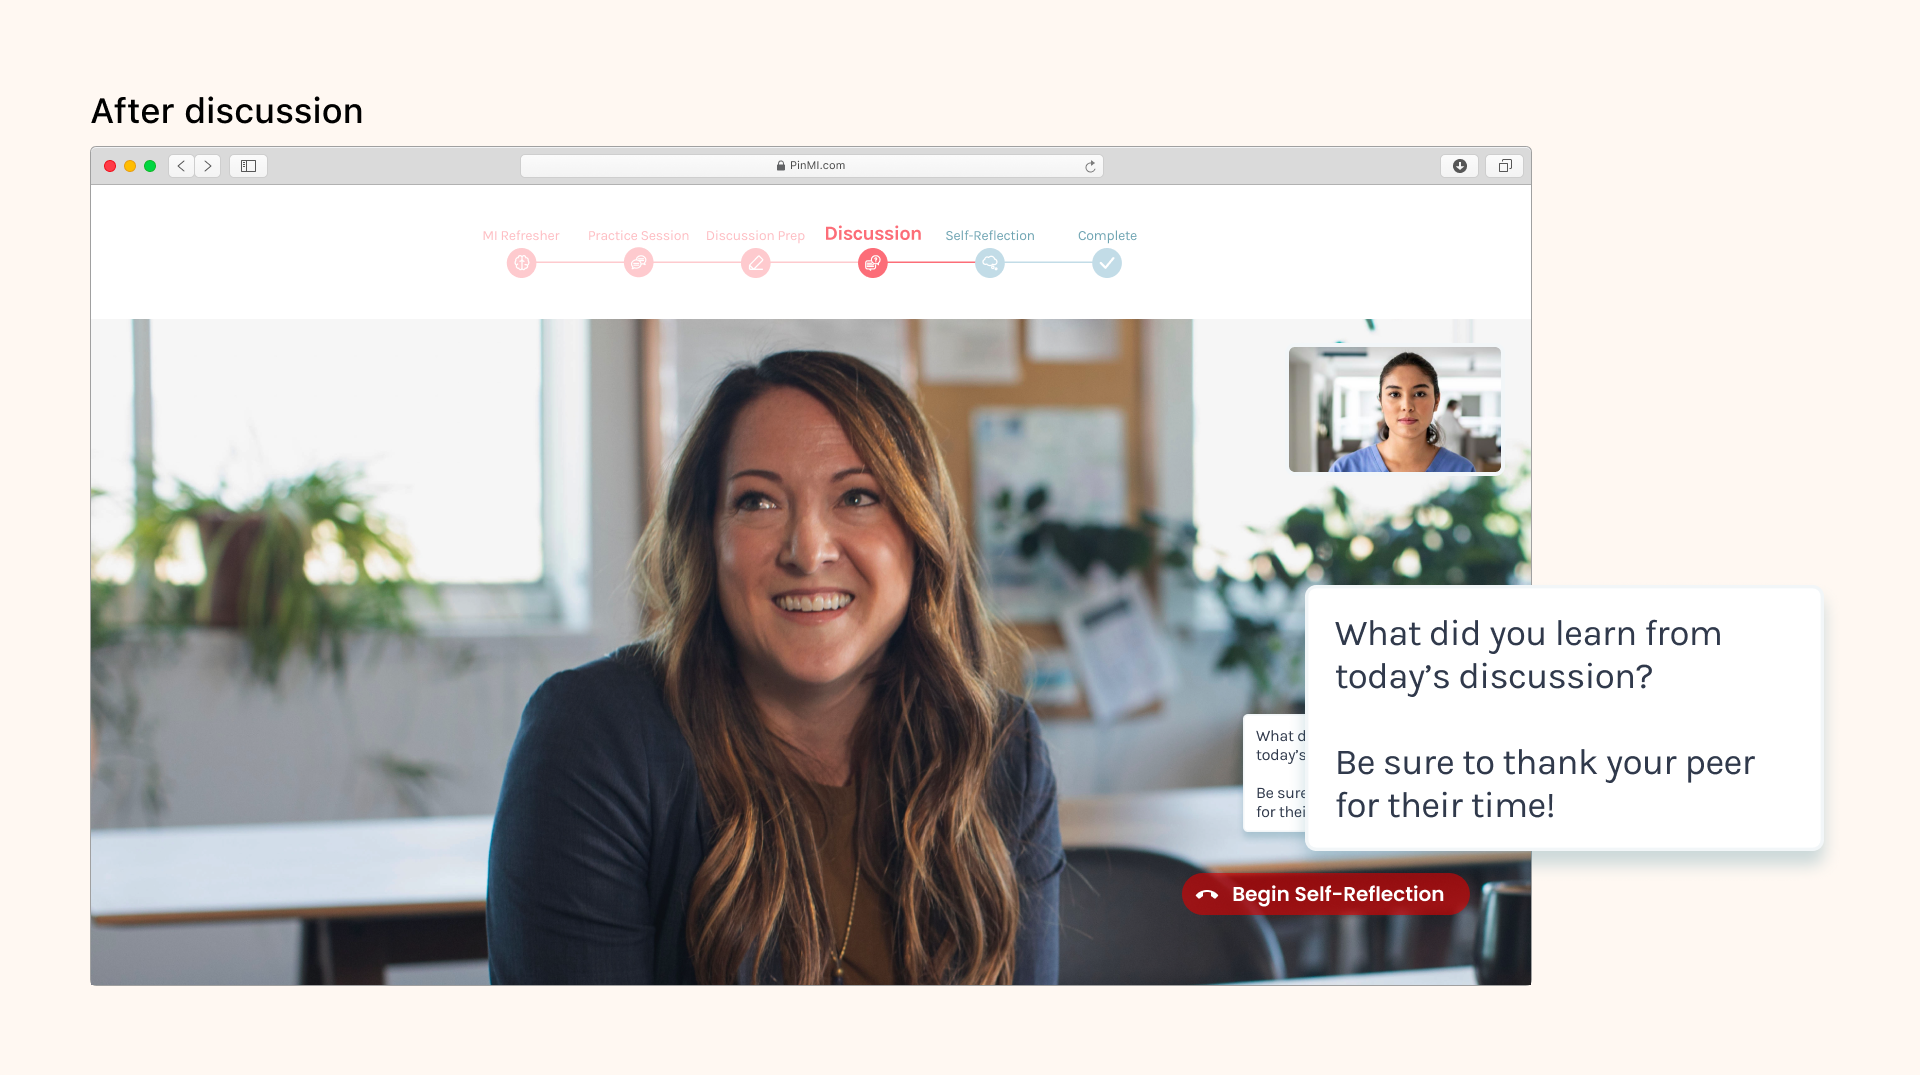 After discussion
PinMI.com
MI Refresher
Practice Session
Discussion Prep
Discussion
Self-Reflection
Complete
What did you learn from
today's discussion?
Be sure to thank your peer
for their time!
What d
today's
Be sure
for thei
Begin Self-Reflection